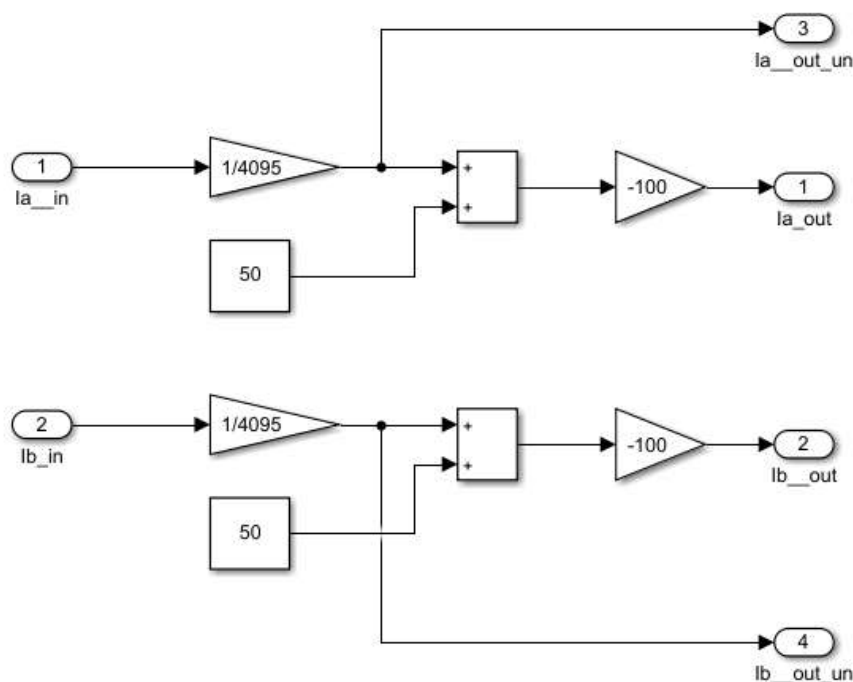 3
Ia__out_un
1
Ia__in
1/4095
+
+
-100
1
Ia_out
50
2
Ib_in
1/4095
+
+
-100
2
Ib__out
50
4
Ib__out_un